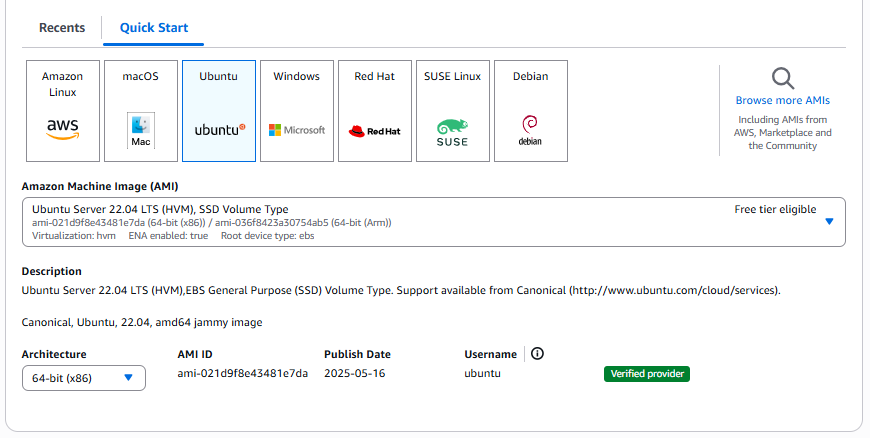 Recents
Quick Start
Amazon
Linux
aws
macOS
Mac
Ubuntu
ubuntu
Windows
Microsoft
Red Hat
Red Hat
SUSE Linux
SUSE
Debian
debian
Browse more AMIs
Including AMIs from
AWS, Marketplace and
the Community
Amazon Machine Image (AMI)
Ubuntu Server 22.04 LTS (HVM), SSD Volume Type
Free tier eligible
ami-021d9f8e43481e7da (64-bit (x86)) / ami-036f8423a30754ab5 (64-bit (Arm))
Virtualization: hvm ENA enabled: true Root device type: ebs
Description
Ubuntu Server 22.04 LTS (HVM),EBS General Purpose (SSD) Volume Type. Support available from Canonical (http://www.ubuntu.com/cloud/services).
Canonical, Ubuntu, 22.04, amd64 jammy image
Architecture
64-bit (x86)
AMI ID
ami-021d9f8e43481e7da
Publish Date
2025-05-16
Username
ubuntu
Verified provider